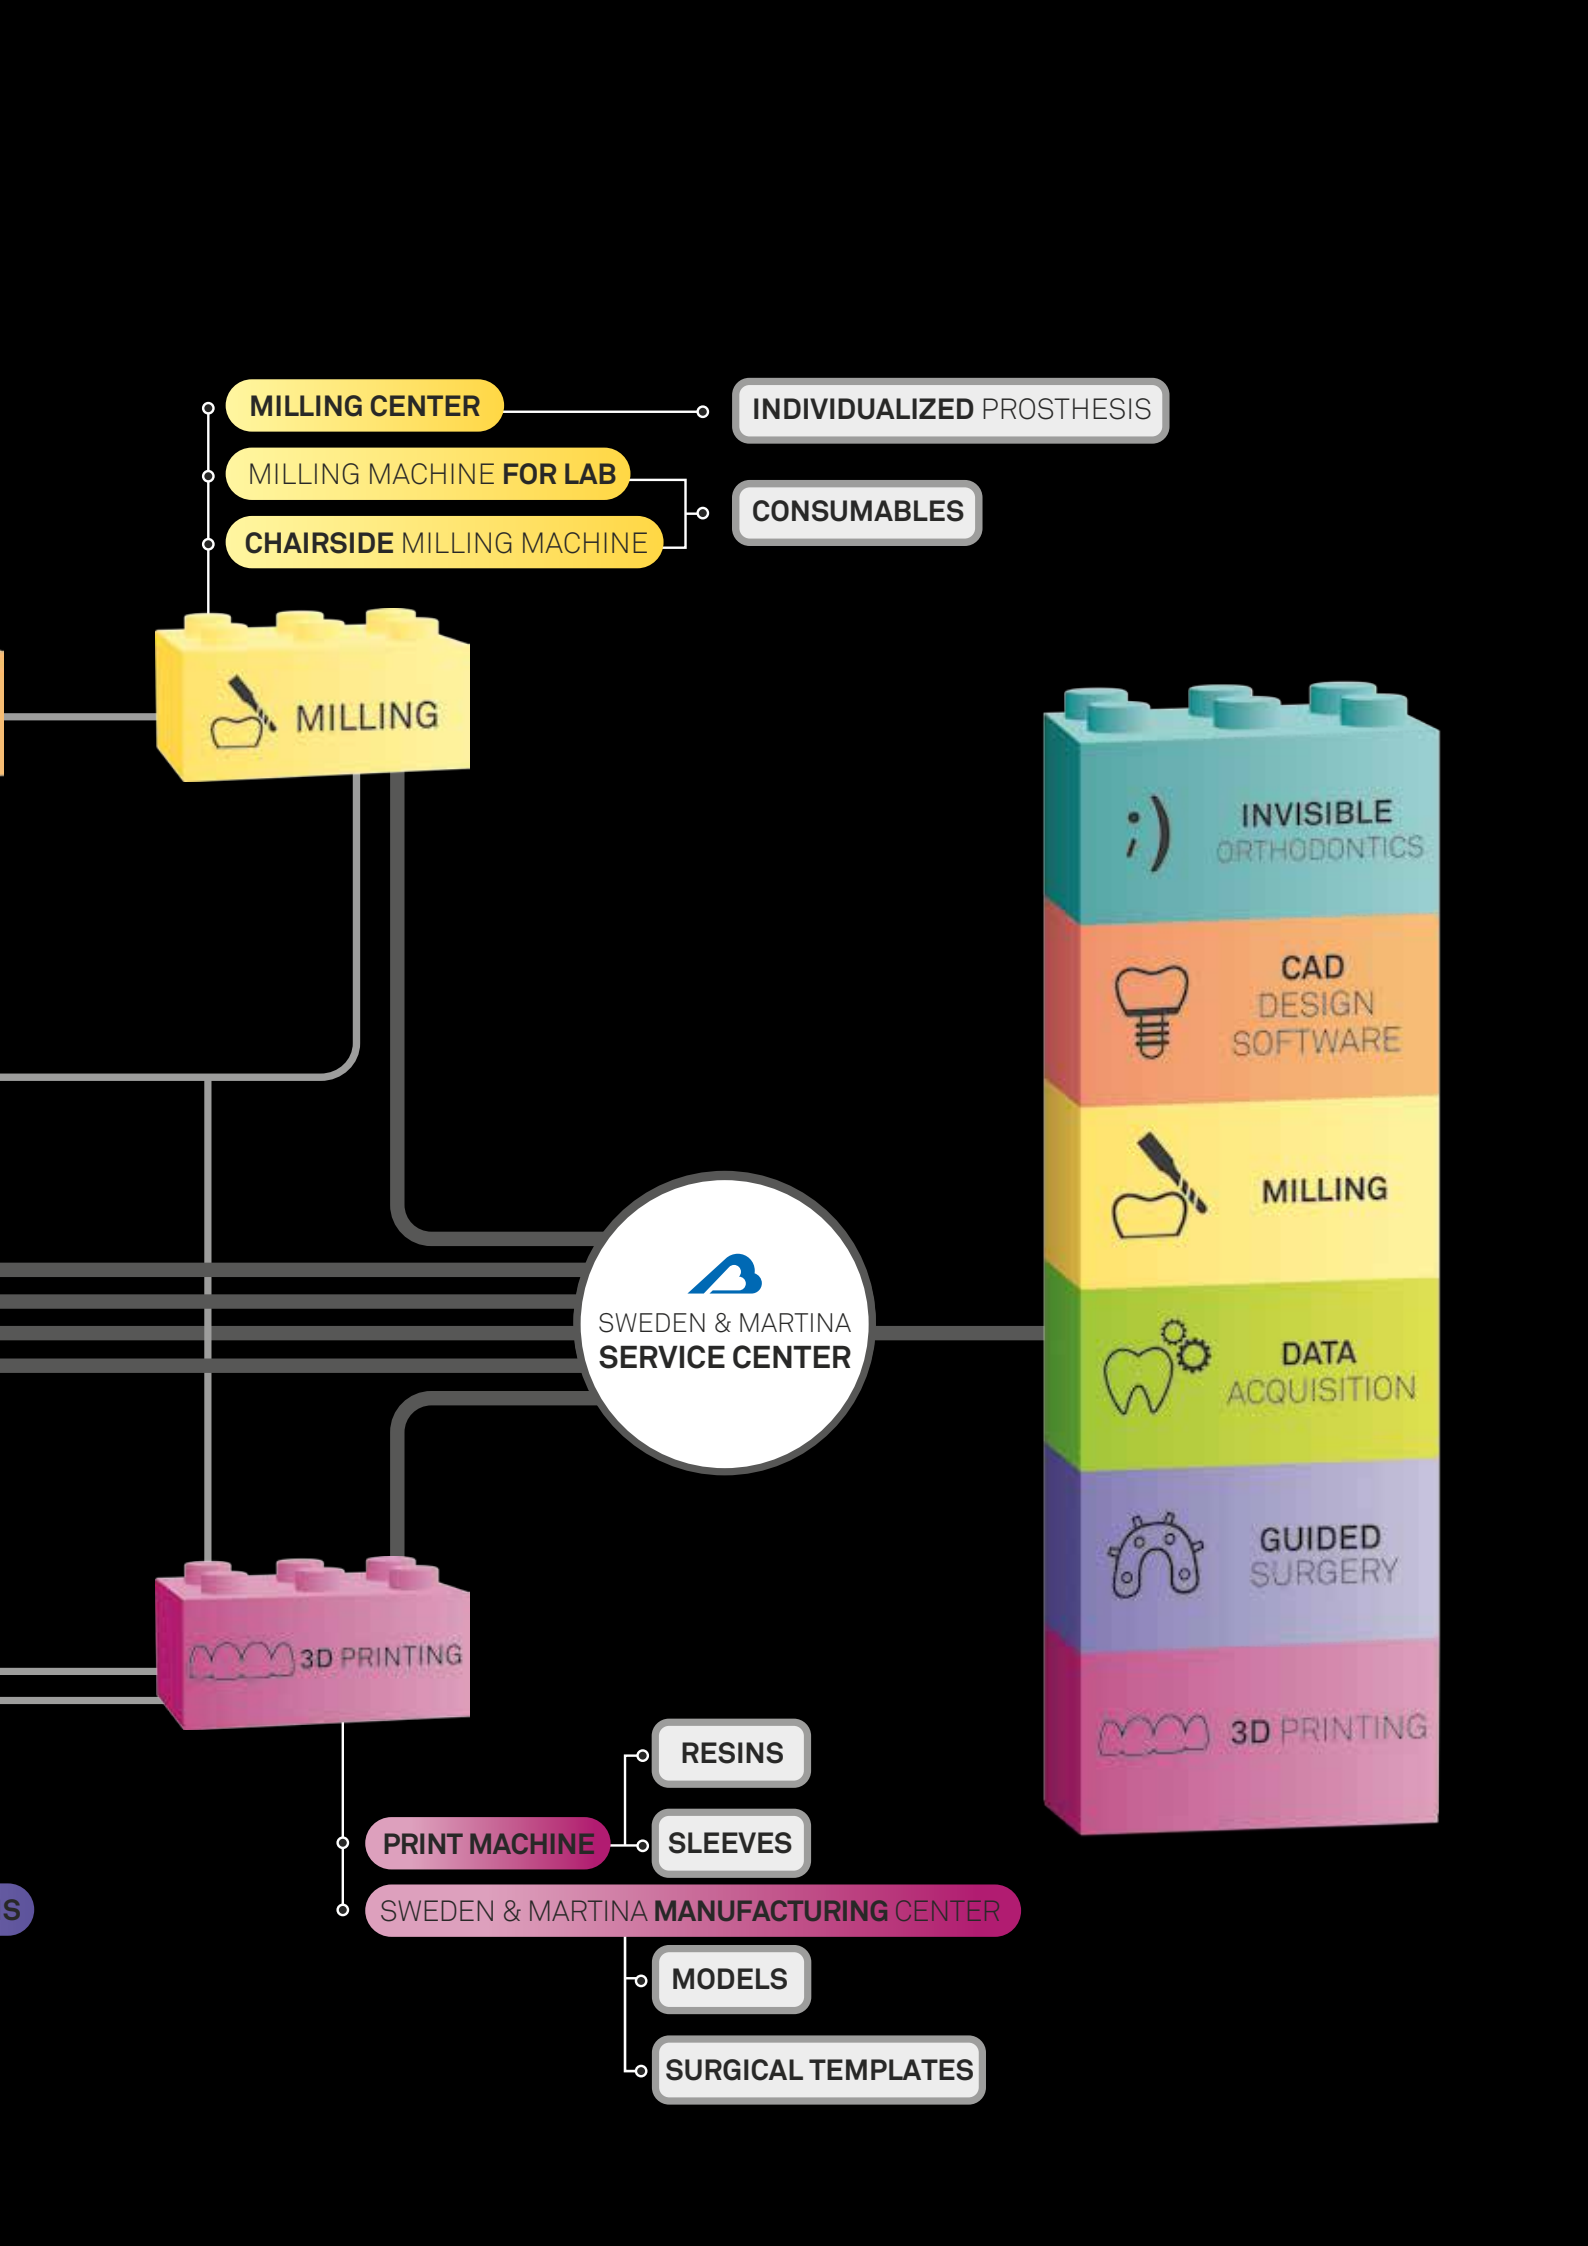 MILLING CENTER
INDIVIDUALIZED PROSTHESIS
MILLING MACHINE FOR LAB
CONSUMABLES
CHAIRSIDE MILLING MACHINE
MILLING
INVISIBLE
ORTHODONTICS
CAD
DESIGN
SOFTWARE
MILLING
SWEDEN & MARTINA
SERVICE CENTER
DATA
ACQUISITION
GUIDED
SURGERY
3D PRINTING
3D PRINTING
RESINS
PRINT MACHINE
SLEEVES
S
SWEDEN & MARTINA MANUFACTURING CENTER
MODELS
SURGICAL TEMPLATES